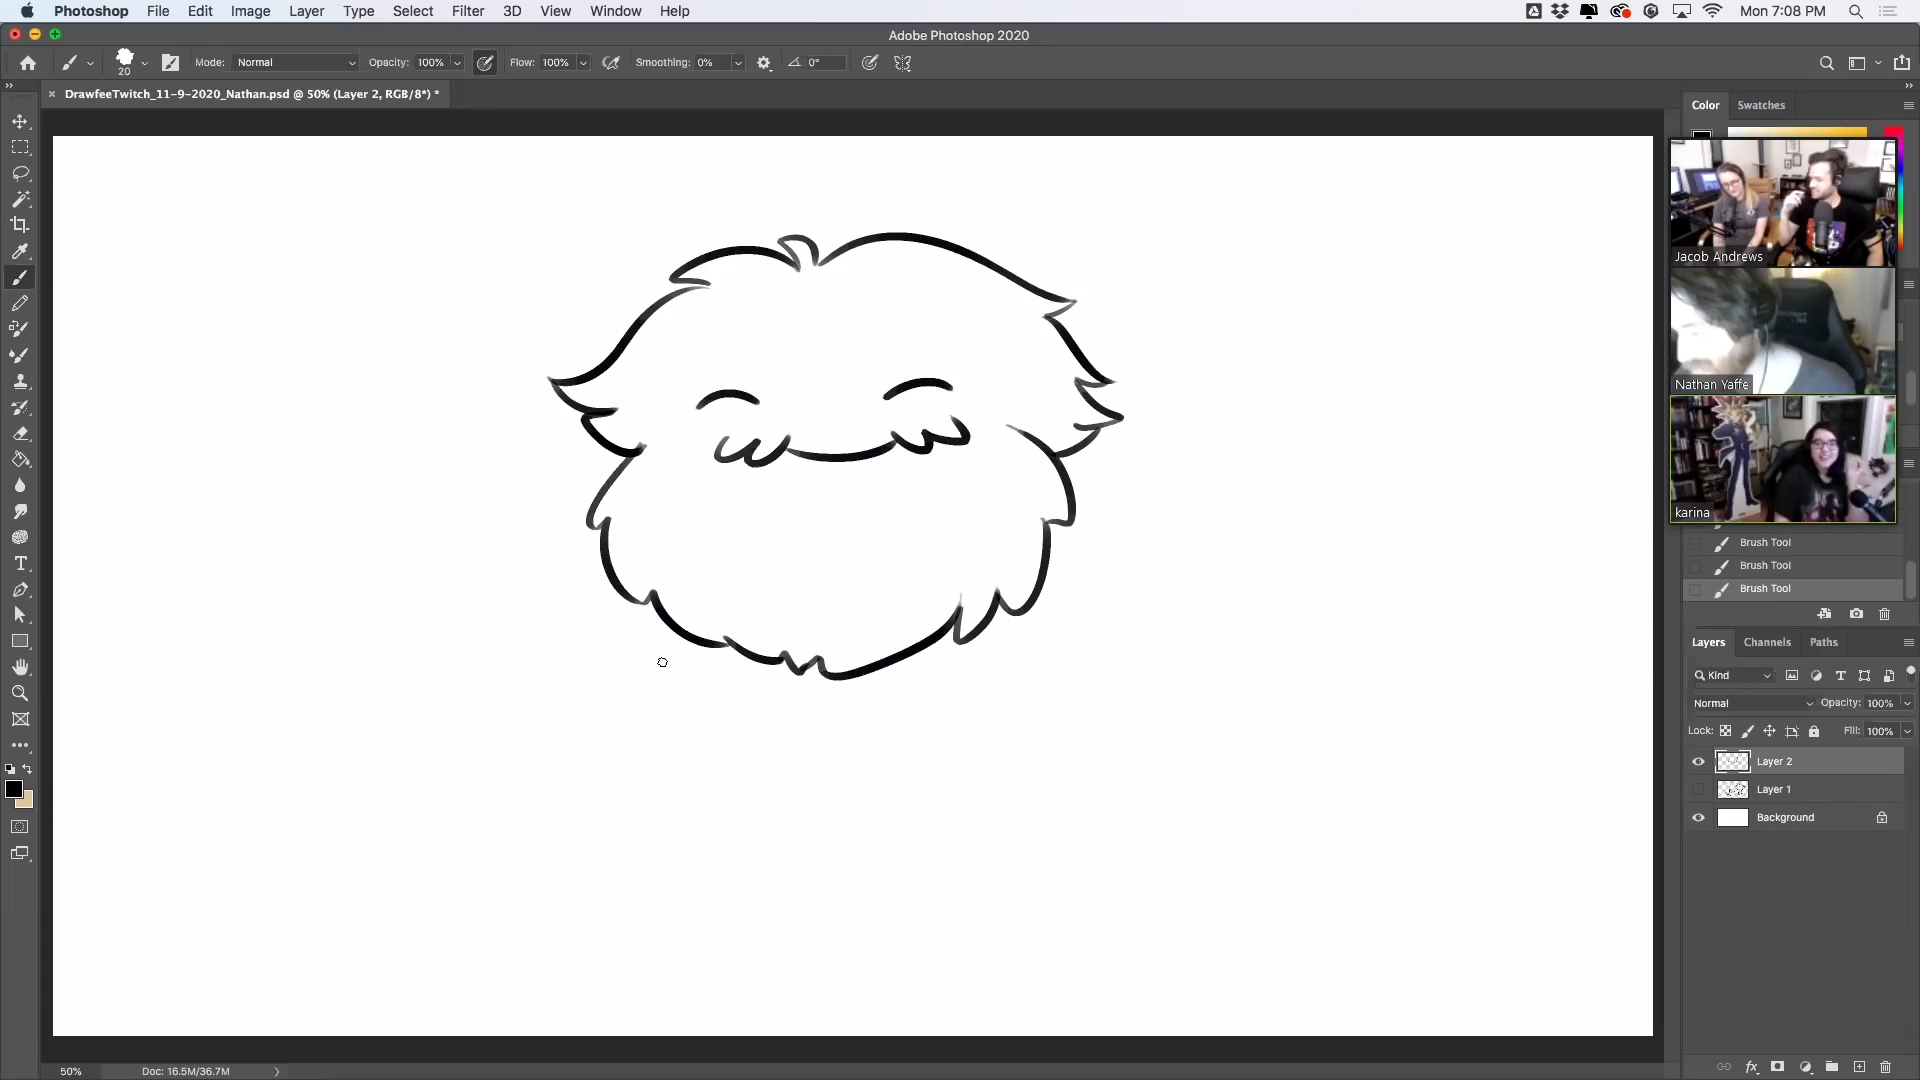 Photoshop File Edit Image Layer Type Select Filter 3D View Window Help Mon 7:08 PM
Adobe Photoshop 2020
20 Mode: Normal Opacity: 100% Flow: 100% Smoothing: 0% 0°
× DrawfeeTwitch_11-9-2020_Nathan.psd @ 50% (Layer 2, RGB/8*) *
Color Swatches
Jacob Andrews
Nathan Yaffe
karina
Brush Tool
Brush Tool
Brush Tool
Layers Channels Paths
Kind
Normal Opacity: 100%
Lock: Fill: 100%
Layer 2
Layer 1
Background
50% Doc: 16.5M/36.7M